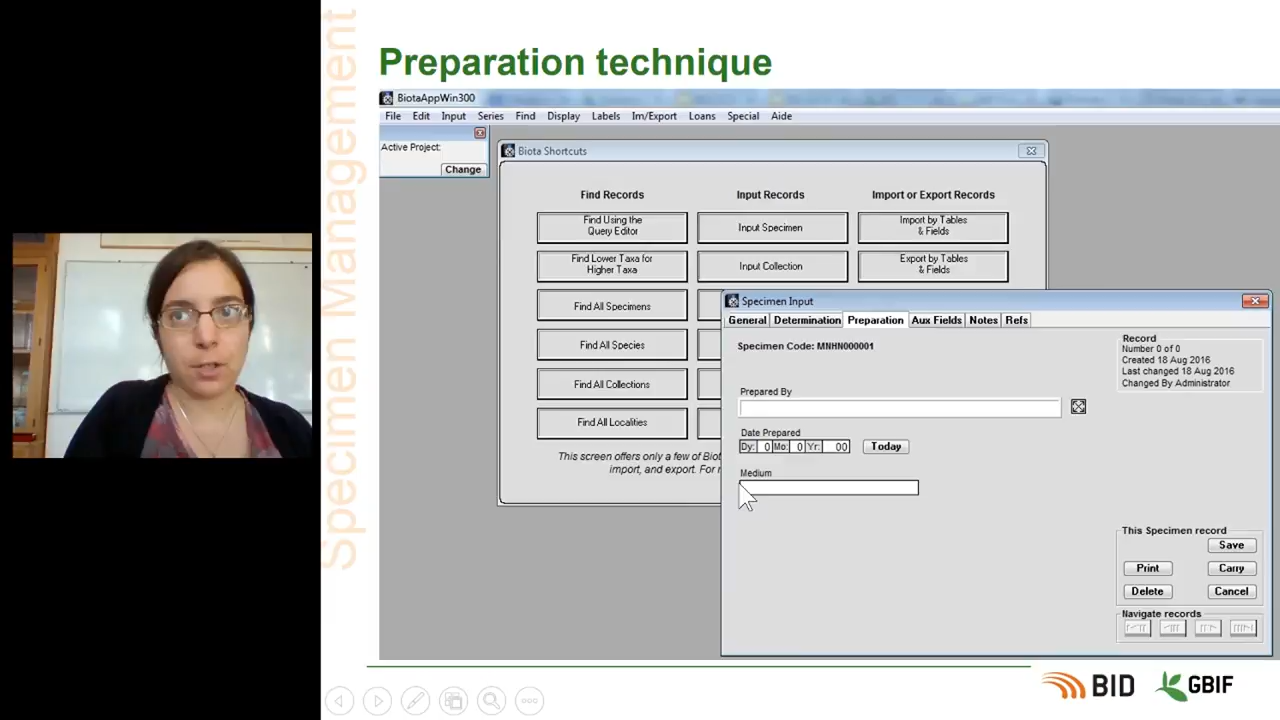 Specimen Management
Preparation technique
BiotaAppWin300
File Edit Input Series Find Display Labels Im/Export Loans Special Aide
Active Project:
Change
Biota Shortcuts
Find Records
Input Records
Import or Export Records
Find Using the
Query Editor
Input Specimen
Import by Tables
& Fields
Find Lower Taxa for
Higher Taxa
Input Collection
Export by Tables
& Fields
Find All Specimens
Find All Species
Find All Collections
Find All Localities
This screen offers only a few of
import, and export. For
Specimen Input
General Determination Preparation Aux Fields Notes Refs
Specimen Code: MNHN000001
Record
Number 0 of 0
Created 18 Aug 2016
Last changed 18 Aug 2016
Changed By Administrator
Prepared By
Date Prepared
Dy: 0 Mo: 0 Yr: 00
Today
Medium
This Specimen record
Save
Print
Carry
Delete
Cancel
Navigate records
BID
GBIF